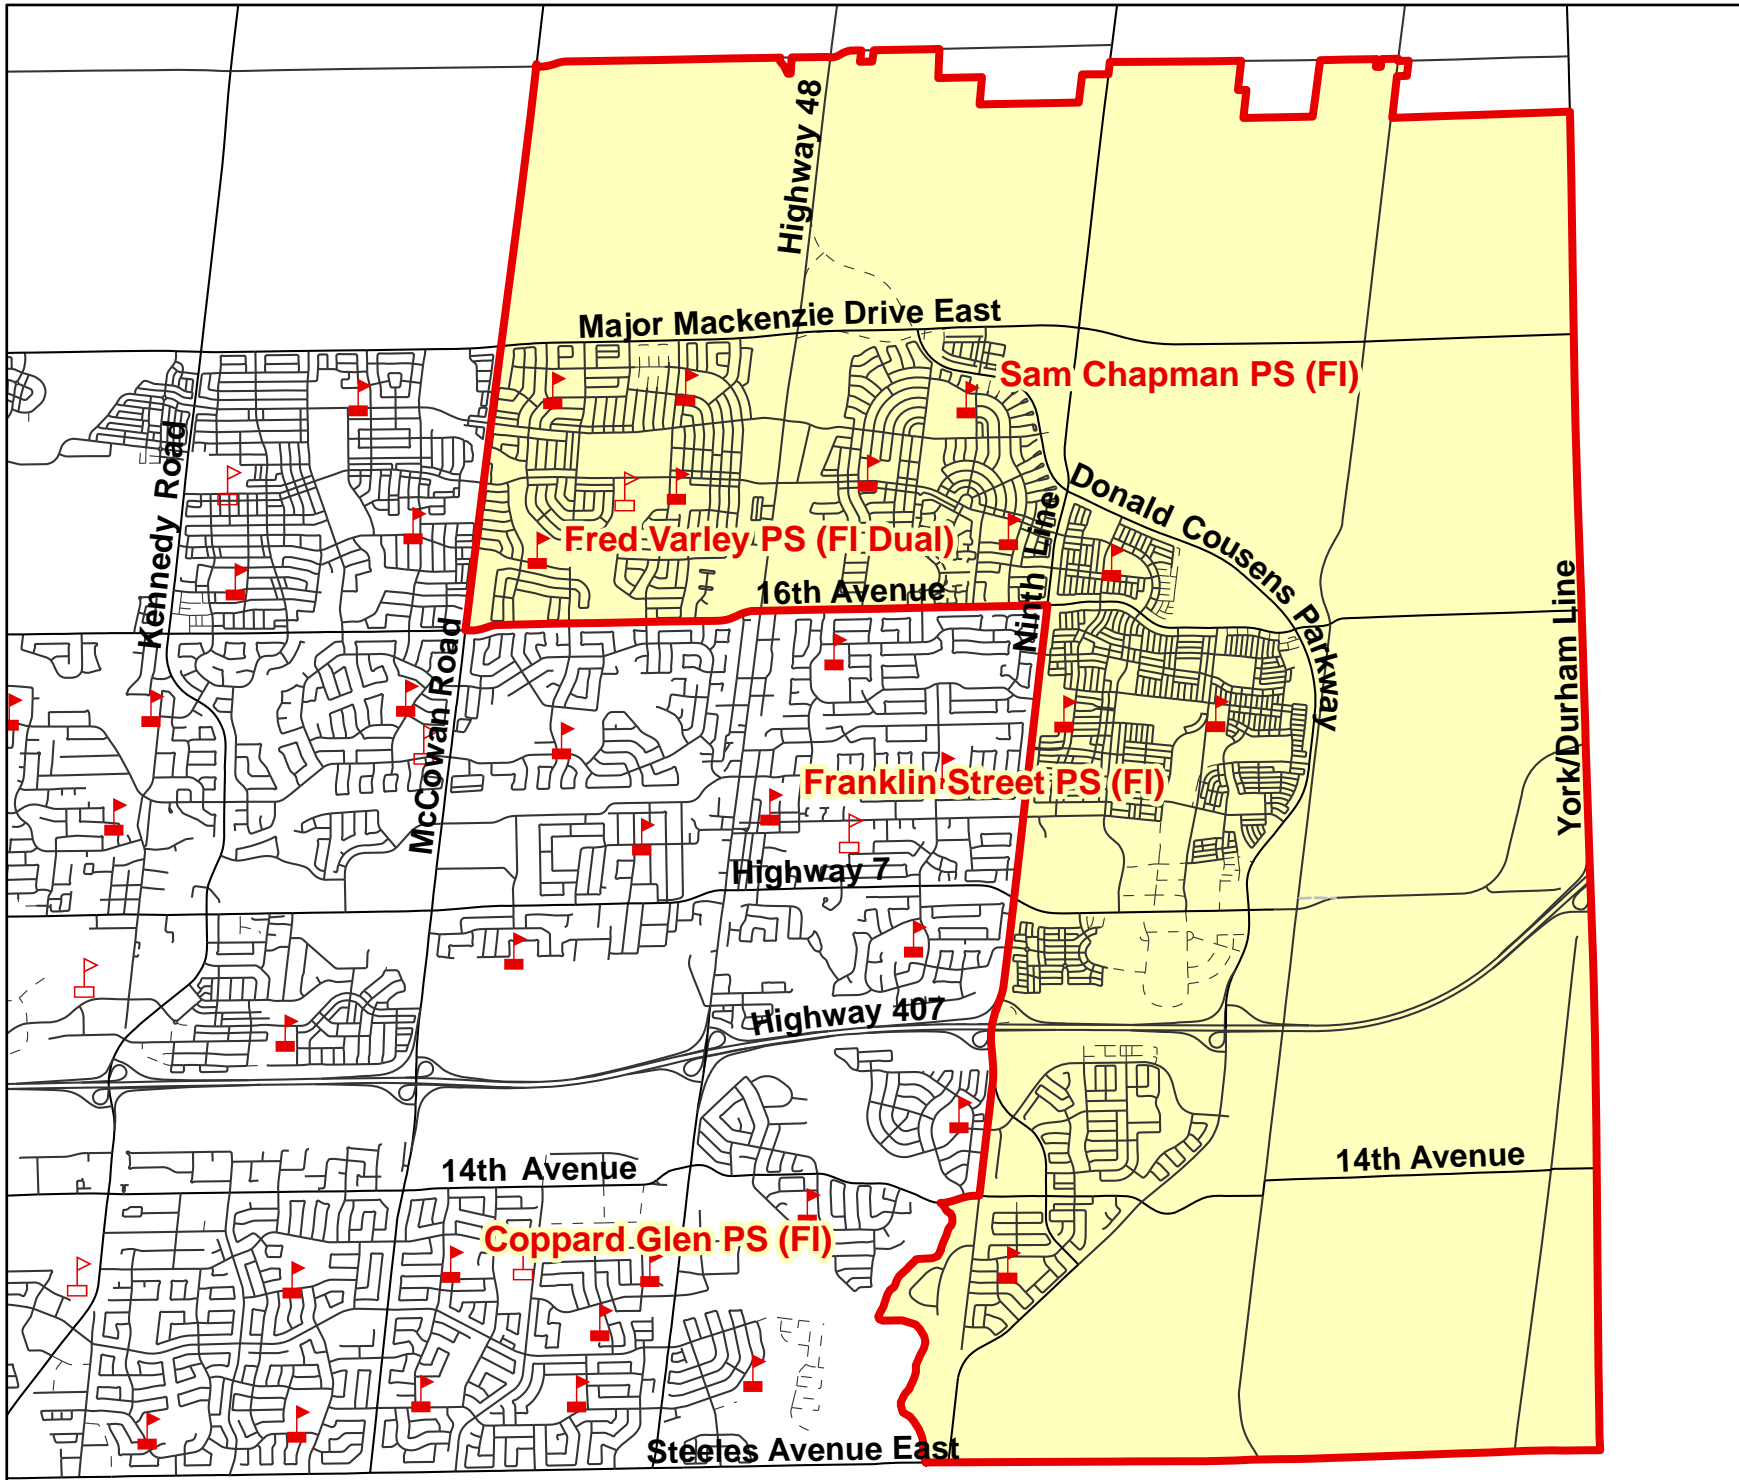 Highway 48
Major Mackenzie Drive East
Sam Chapman PS (FI)
Kennedy Road
Donald Cousens Parkway
Fred Varley PS (FI Dual)
Ninth Line
16th Avenue
York/Durham Line
McCowan Road
Franklin Street PS (FI)
Highway 7
Highway 407
14th Avenue
14th Avenue
Coppard Glen PS (FI)
Steeles Avenue East